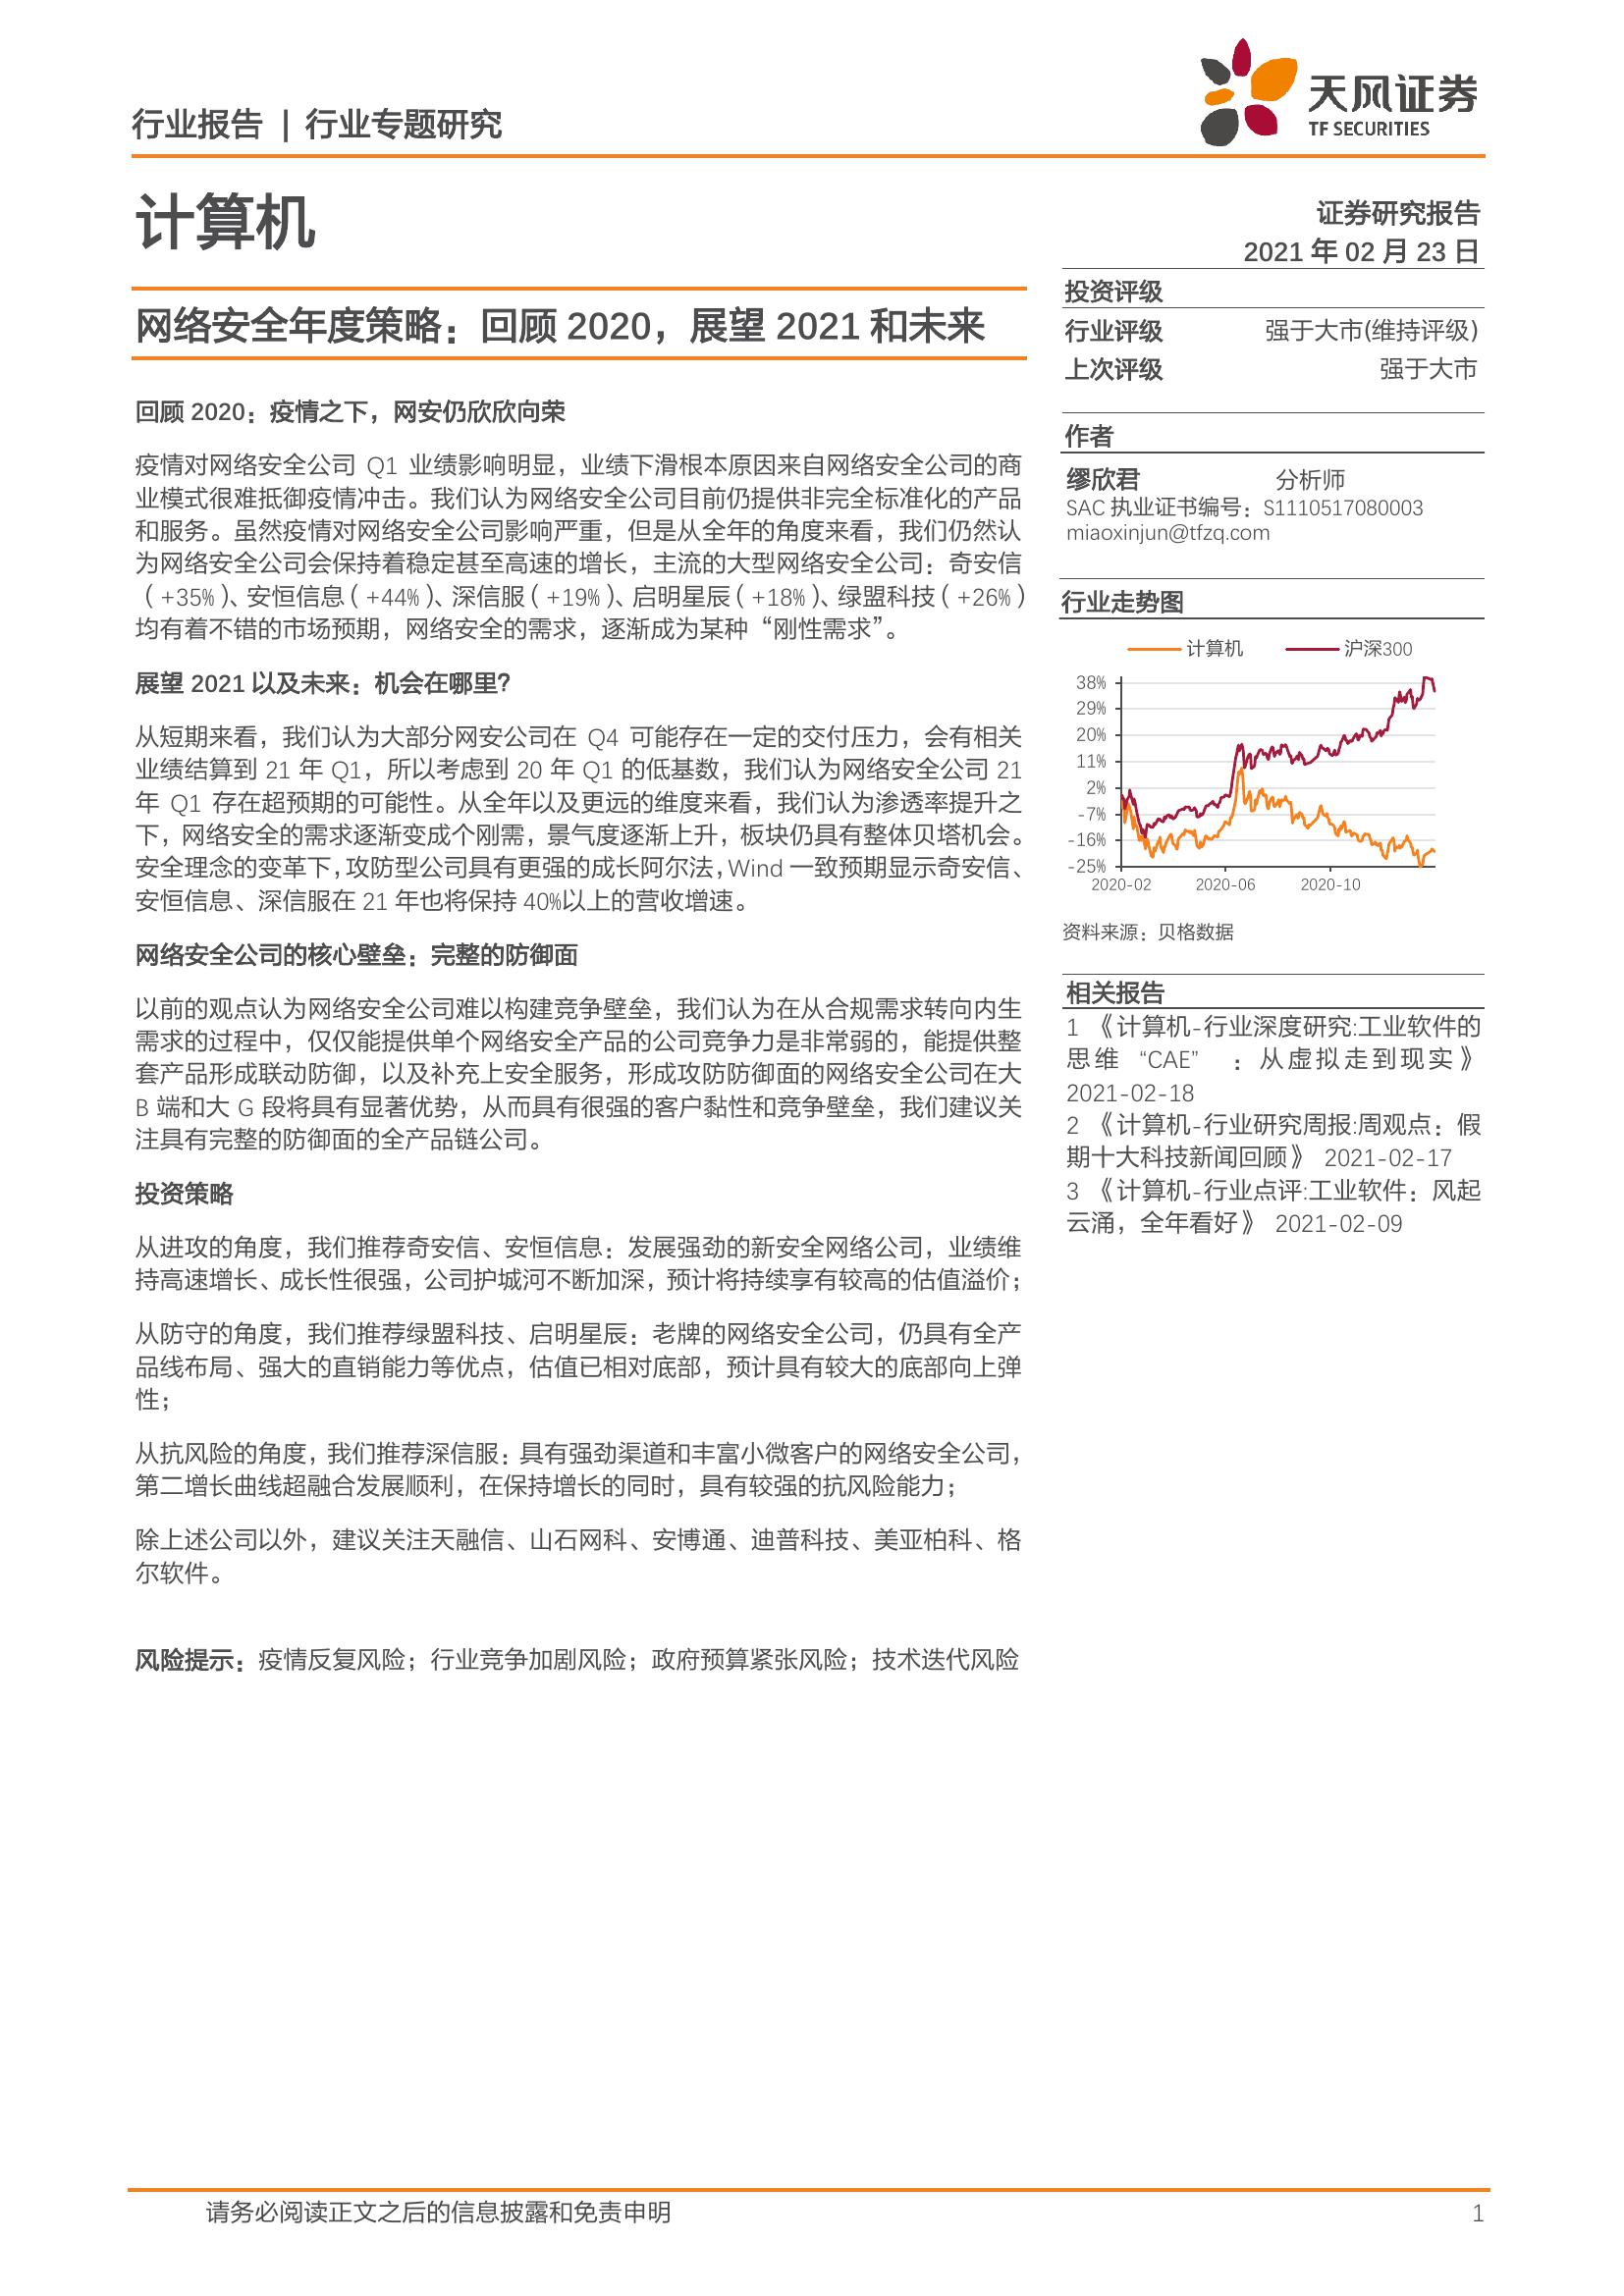 行业报告 | 行业专题研究
天风证券
TF SECURITIES
计算机
网络安全年度策略：回顾 2020，展望 2021 和未来
回顾 2020：疫情之下，网安仍欣欣向荣
疫情对网络安全公司 Q1 业绩影响明显，业绩下滑根本原因来自网络安全公司的商
业模式很难抵御疫情冲击。我们认为网络安全公司目前仍提供非完全标准化的产品
和服务。虽然疫情对网络安全公司影响严重，但是从全年的角度来看，我们仍然认
为网络安全公司会保持着稳定甚至高速的增长，主流的大型网络安全公司：奇安信
（+35%）、安恒信息（+44%）、深信服（+19%）、启明星辰（+18%）、绿盟科技（+26%）
均有着不错的市场预期，网络安全的需求，逐渐成为某种“刚性需求”。
展望 2021 以及未来：机会在哪里？
从短期来看，我们认为大部分网安公司在 Q4 可能存在一定的交付压力，会有相关
业绩结算到 21 年 Q1，所以考虑到 20 年 Q1 的低基数，我们认为网络安全公司 21
年 Q1 存在超预期的可能性。从全年以及更远的维度来看，我们认为渗透率提升之
下，网络安全的需求逐渐变成个刚需，景气度逐渐上升，板块仍具有整体贝塔机会。
安全理念的变革下，攻防型公司具有更强的成长阿尔法，Wind 一致预期显示奇安信、
安恒信息、深信服在 21 年也将保持 40%以上的营收增速。
网络安全公司的核心壁垒：完整的防御面
以前的观点认为网络安全公司难以构建竞争壁垒，我们认为在从合规需求转向内生
需求的过程中，仅仅能提供单个网络安全产品的公司竞争力是非常弱的，能提供整
套产品形成联动防御，以及补充上安全服务，形成攻防防御面的网络安全公司在大
B 端和大 G 段将具有显著优势，从而具有很强的客户黏性和竞争壁垒，我们建议关
注具有完整的防御面的全产品链公司。
投资策略
从进攻的角度，我们推荐奇安信、安恒信息：发展强劲的新安全网络公司，业绩维
持高速增长、成长性很强，公司护城河不断加深，预计将持续享有较高的估值溢价；
从防守的角度，我们推荐绿盟科技、启明星辰：老牌的网络安全公司，仍具有全产
品线布局、强大的直销能力等优点，估值已相对底部，预计具有较大的底部向上弹
性；
从抗风险的角度，我们推荐深信服：具有强劲渠道和丰富小微客户的网络安全公司，
第二增长曲线超融合发展顺利，在保持增长的同时，具有较强的抗风险能力；
除上述公司以外，建议关注天融信、山石网科、安博通、迪普科技、美亚柏科、格
尔软件。
风险提示：疫情反复风险；行业竞争加剧风险；政府预算紧张风险；技术迭代风险
证券研究报告
2021 年 02 月 23 日
投资评级
行业评级 强于大市(维持评级)
上次评级 强于大市
作者
缪欣君 分析师
SAC 执业证书编号：S1110517080003
miaoxinjun@tfzq.com
行业走势图
计算机 沪深300
38%
29%
20%
11%
2%
-7%
-16%
-25%
2020-02 2020-06 2020-10
资料来源：贝格数据
相关报告
1 《计算机-行业深度研究:工业软件的
思维 “CAE” ：从虚拟走到现实》
2021-02-18
2 《计算机-行业研究周报:周观点：假
期十大科技新闻回顾》 2021-02-17
3 《计算机-行业点评:工业软件：风起
云涌，全年看好》 2021-02-09
请务必阅读正文之后的信息披露和免责申明 1